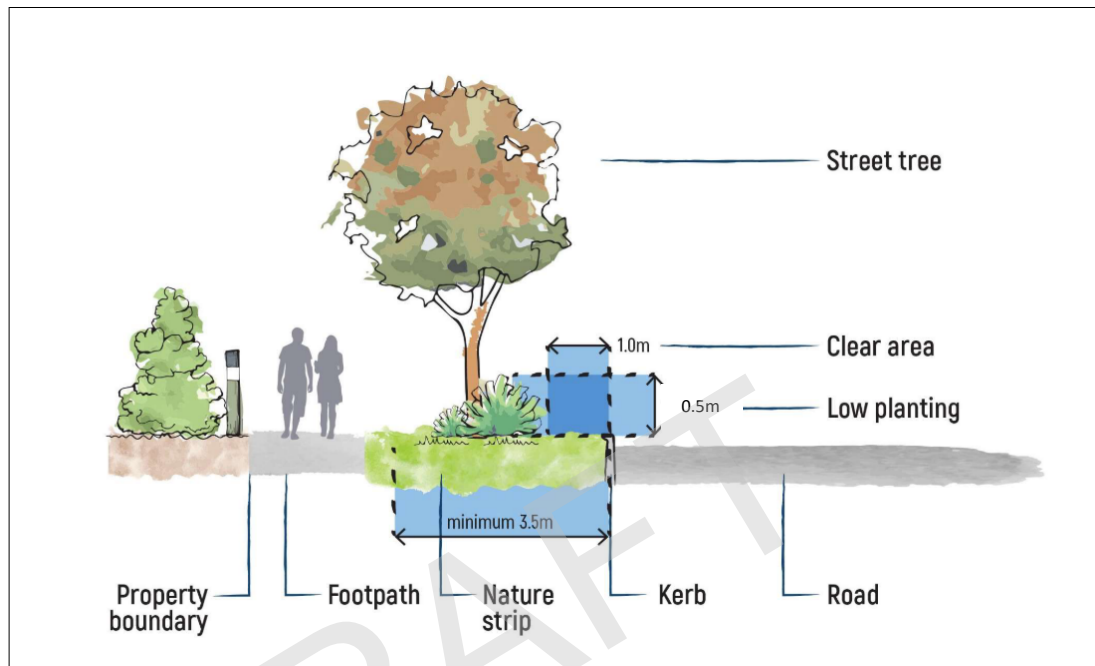 Street tree
1.0m
Clear area
0.5m
Low planting
minimum 3.5m
Property
boundary
Footpath
Nature
strip
Kerb
Road
DRAFT